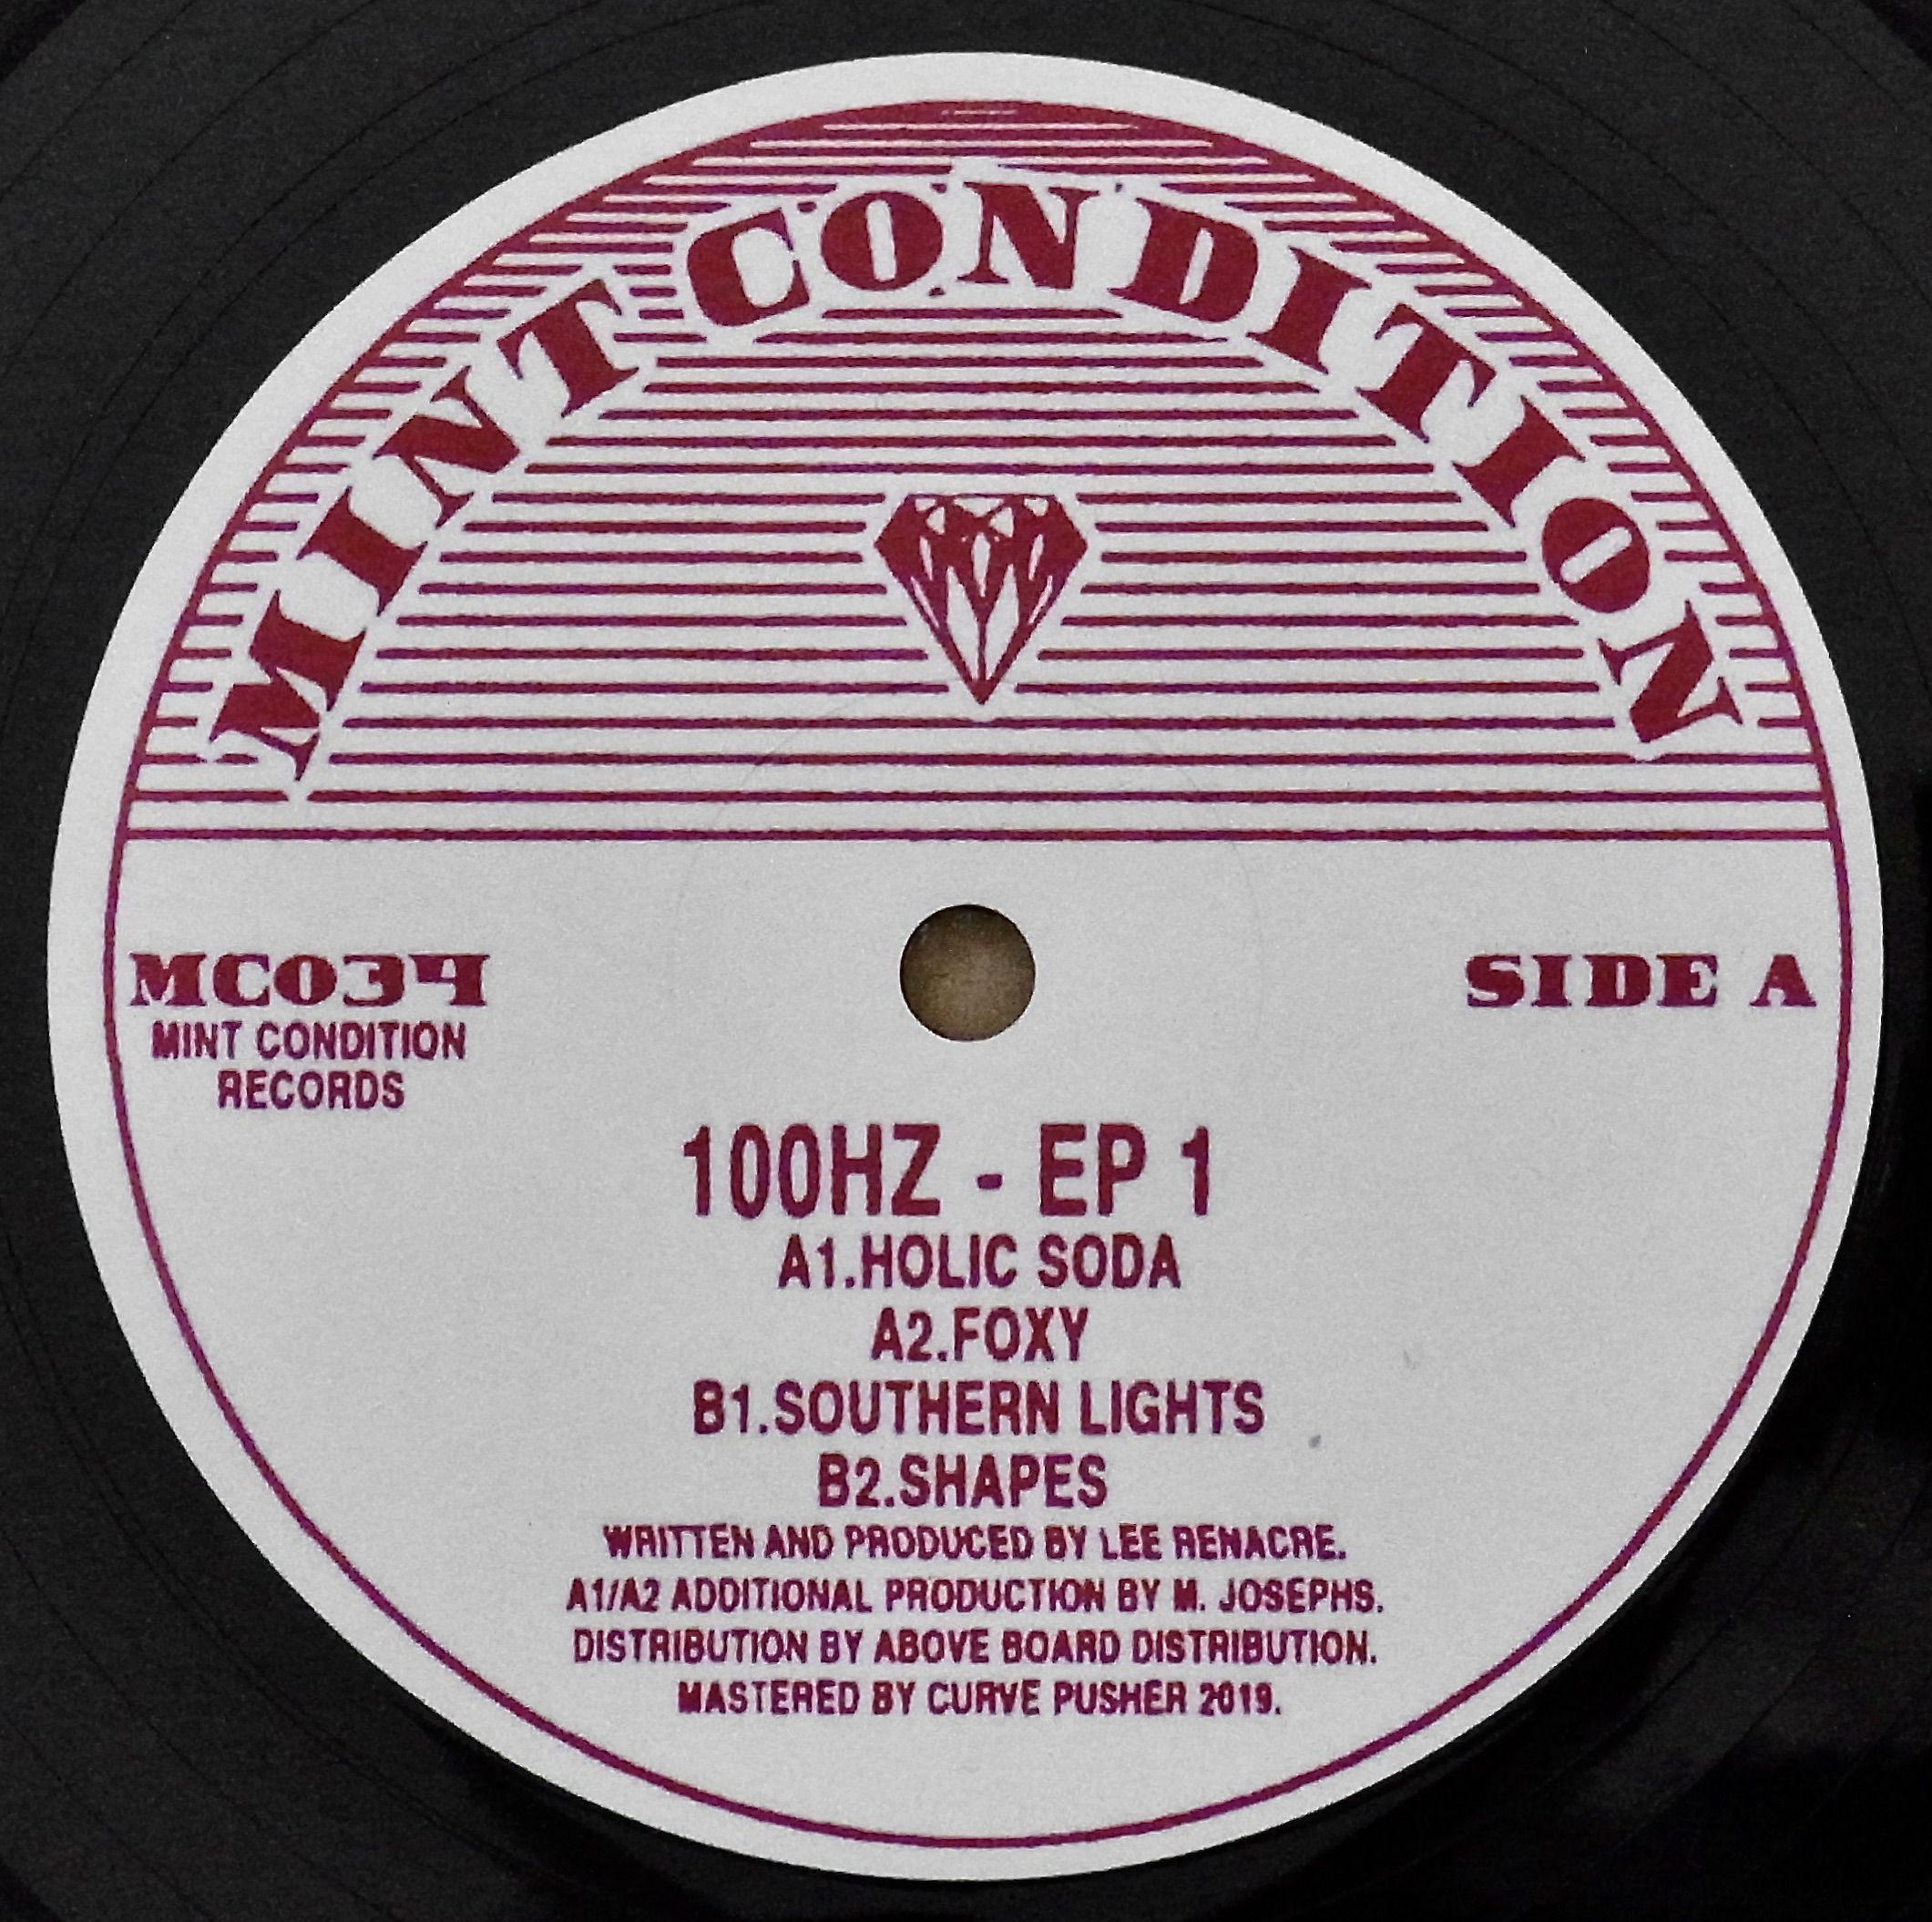 MINT CONDITION
MC034
MINT CONDITION
RECORDS
SIDE A
100HZ - EP 1
A1.HOLIC SODA
A2.FOXY
B1.SOUTHERN LIGHTS
B2.SHAPES
WRITTEN AND PRODUCED BY LEE RENACRE.
A1/A2 ADDITIONAL PRODUCTION BY M. JOSEPHS.
DISTRIBUTION BY ABOVE BOARD DISTRIBUTION.
MASTERED BY CURVE PUSHER 2019.